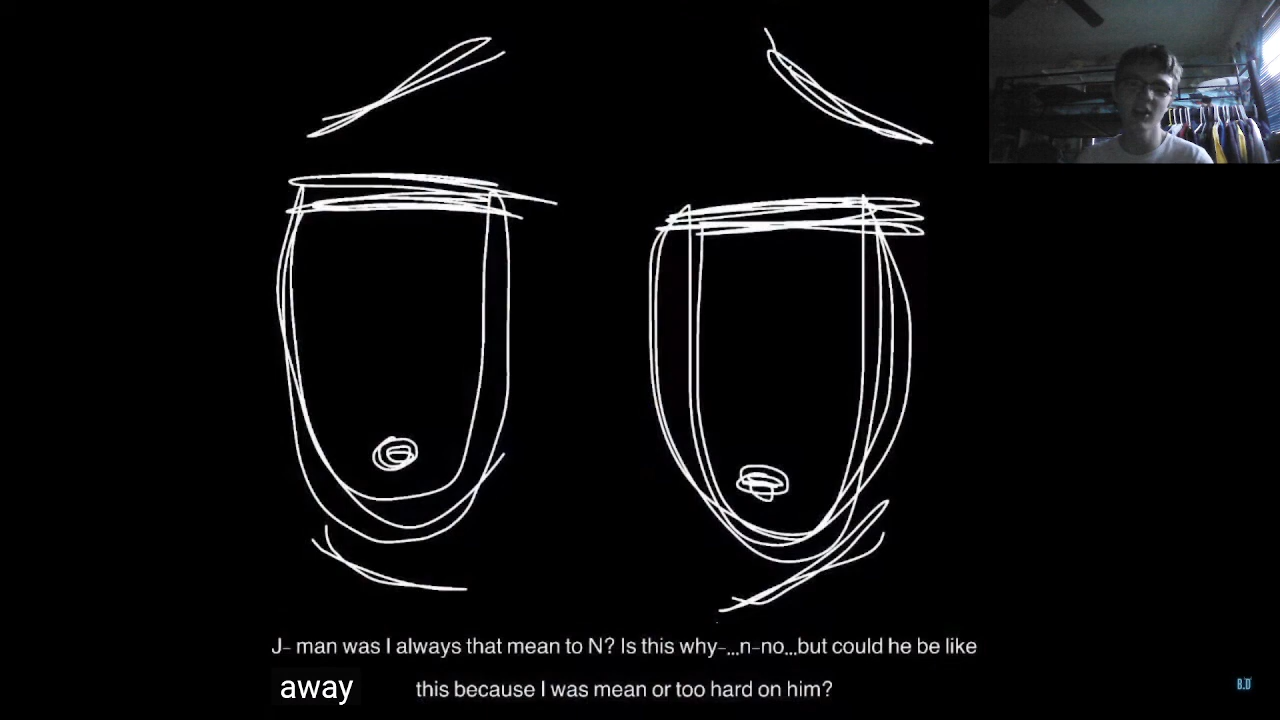 J- man was I always that mean to N? Is this why-...n-no...but could he be like
this because I was mean or too hard on him?
away
B.D